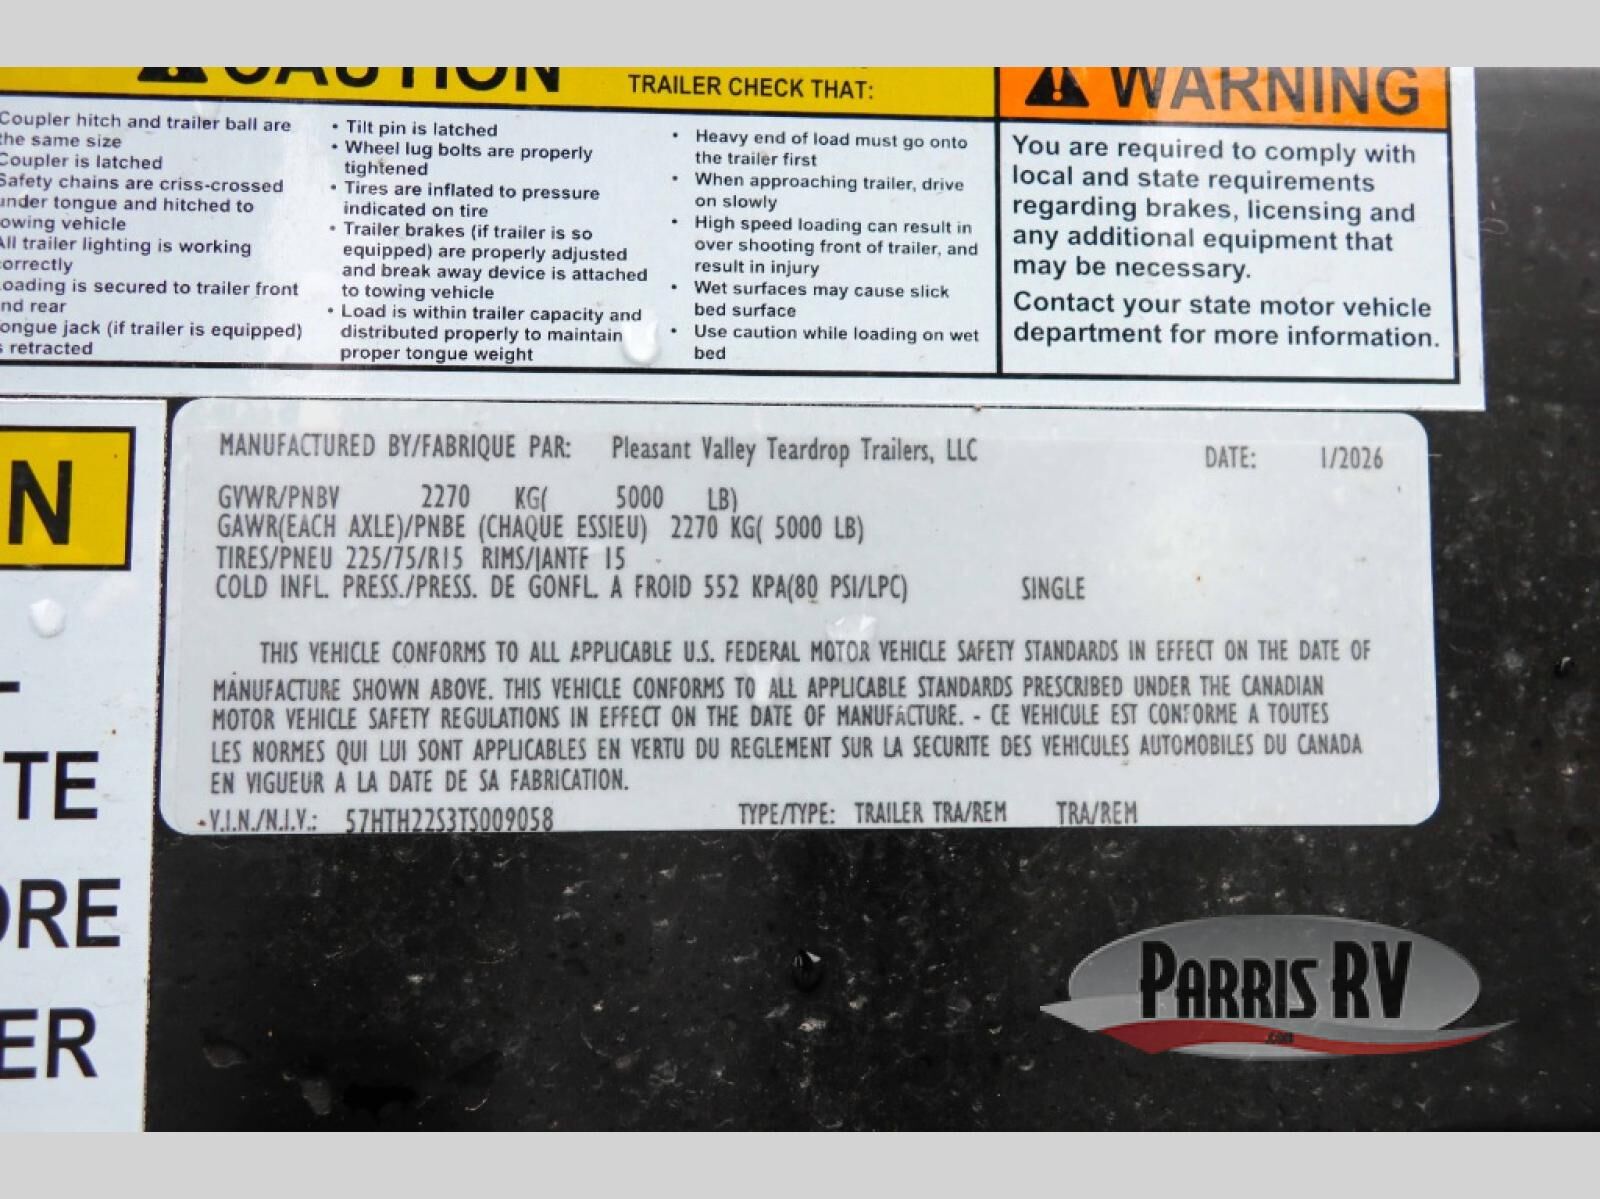 CAUTION
TRAILER CHECK THAT:
WARNING
Coupler hitch and trailer ball are
the same size
Coupler is latched
Safety chains are criss-crossed
under tongue and hitched to
towing vehicle
All trailer lighting is working
correctly
Loading is secured to trailer front
and rear
Tongue jack (if trailer is equipped)
is retracted
• Tilt pin is latched
• Wheel lug bolts are properly
tightened
• Tires are inflated to pressure
indicated on tire
• Trailer brakes (if trailer is so
equipped) are properly adjusted
and break away device is attached
to towing vehicle
• Load is within trailer capacity and
distributed properly to maintain
proper tongue weight
• Heavy end of load must go onto
the trailer first
• When approaching trailer, drive
on slowly
• High speed loading can result in
over shooting front of trailer, and
result in injury
• Wet surfaces may cause slick
bed surface
• Use caution while loading on wet
bed
You are required to comply with
local and state requirements
regarding brakes, licensing and
any additional equipment that
may be necessary.
Contact your state motor vehicle
department for more information.
N
TE
ORE
ER
MANUFACTURED BY/FABRIQUE PAR: Pleasant Valley Teardrop Trailers, LLC DATE: 1/2026
GVWR/PNBV 2270 KG( 5000 LB)
GAWR(EACH AXLE)/PNBE (CHAQUE ESSIEU) 2270 KG( 5000 LB)
TIRES/PNEU 225/75/R15 RIMS/JANTE 15
COLD INFL. PRESS./PRESS. DE GONFL. A FROID 552 KPA(80 PSI/LPC) SINGLE
THIS VEHICLE CONFORMS TO ALL APPLICABLE U.S. FEDERAL MOTOR VEHICLE SAFETY STANDARDS IN EFFECT ON THE DATE OF
MANUFACTURE SHOWN ABOVE. THIS VEHICLE CONFORMS TO ALL APPLICABLE STANDARDS PRESCRIBED UNDER THE CANADIAN
MOTOR VEHICLE SAFETY REGULATIONS IN EFFECT ON THE DATE OF MANUFACTURE. - CE VEHICULE EST CONFORME A TOUTES
LES NORMES QUI LUI SONT APPLICABLES EN VERTU DU REGLEMENT SUR LA SECURITE DES VEHICULES AUTOMOBILES DU CANADA
EN VIGUEUR A LA DATE DE SA FABRICATION.
V.I.N./N.I.V.: 57HTH22S3TS009058 TYPE/TYPE: TRAILER TRA/REM TRA/REM
PARRIS RV
.com